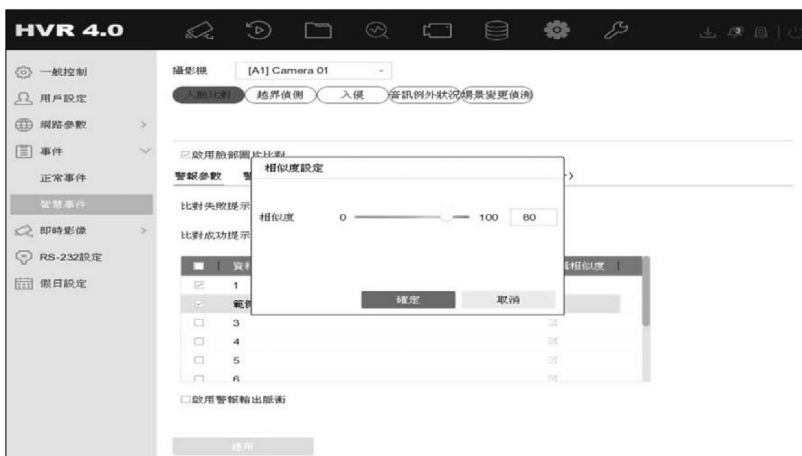 HVR 4.0
一般控制
用戶設定
網路參數
事件
正常事件
智慧事件
即時影像
RS-232設定
假日設定
攝影機 [A1] Camera 01
人臉比對 越界偵測 入侵 音訊例外狀況 場景變更偵測
啟用臉部圖片比對
警報參數
比對失敗提示
比對成功提示
相似度設定
相似度 0 100 80
確定 取消
相似度
1
3
4
5
6
啟用警報輸出脈衝
應用